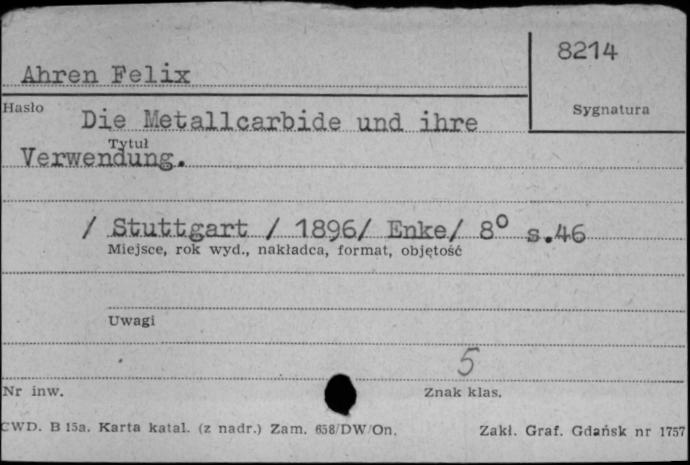 8214
Ahren Felix
Sygnatura
Hasło
Die Metallcarbide und ihre
Tytuł
Verwendung.
/ Stuttgart / 1896/ Enke/ 8° s.46
Miejsce, rok wyd., nakładca, format, objętość
Uwagi
5
Nr inw.
Znak klas.
CWD. B 15a. Karta katal. (z nadr.) Zam. 658/DW/On.
Zakł. Graf. Gdańsk nr 1757